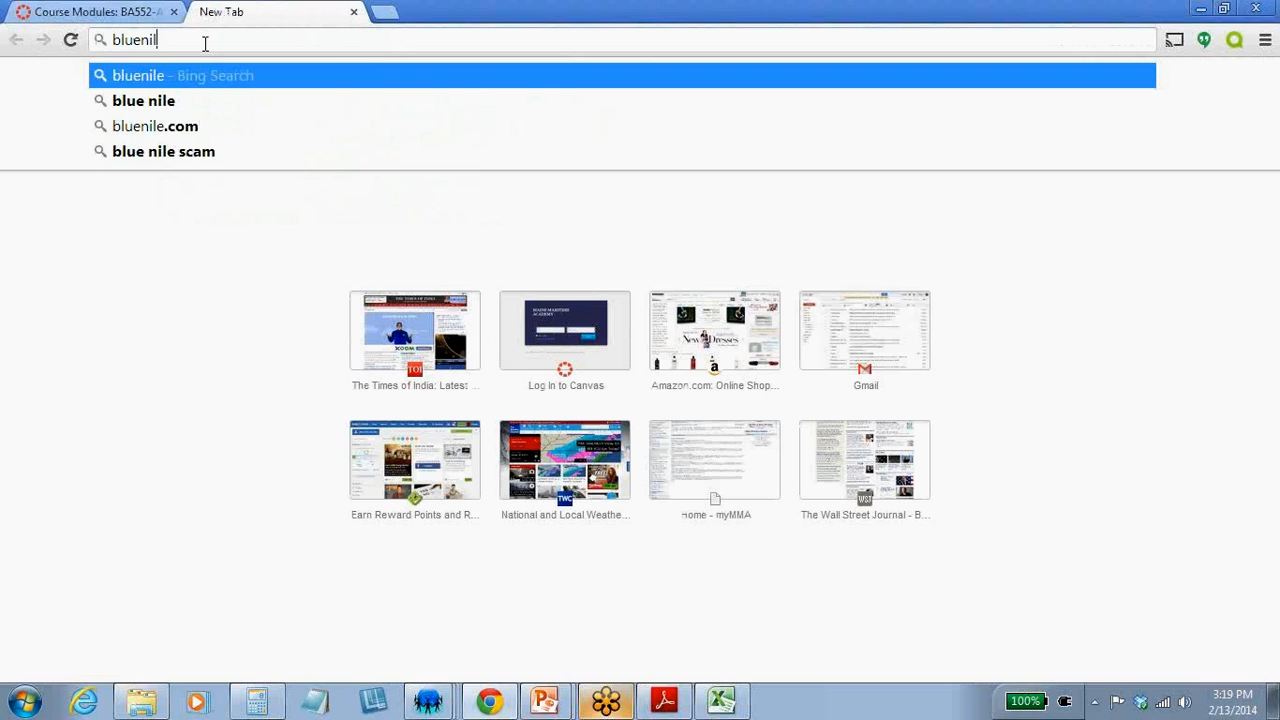 Course Modules: BA552-A
New Tab
bluenil
bluenile - Bing Search
blue nile
bluenile.com
blue nile scam
The Times of India: Latest ...
Log In to Canvas
Amazon.com: Online Shop...
Gmail
Earn Reward Points and R...
National and Local Weathe...
Home - myMMA
The Wall Street Journal - B...
100%
3:19 PM
2/13/2014